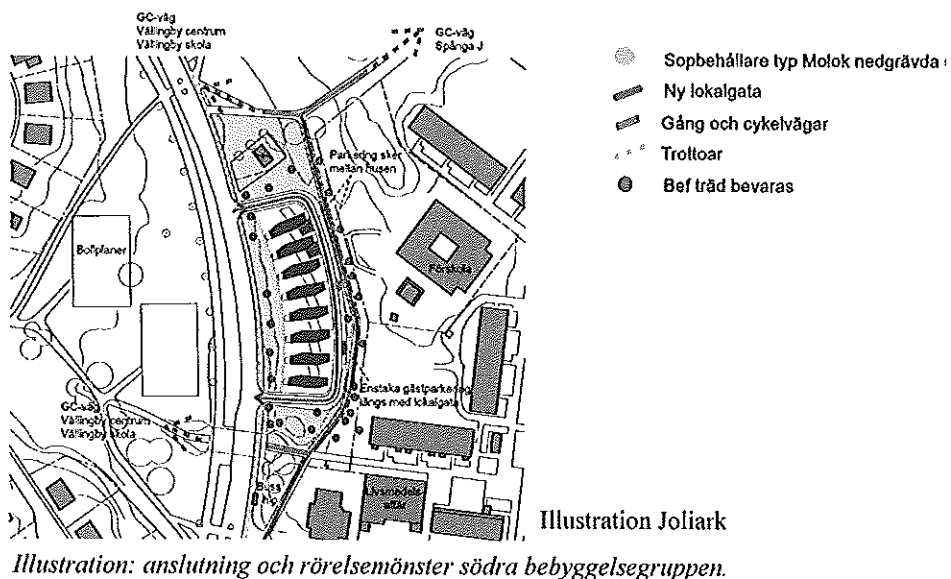 GC-väg
Vällingby centrum
Vällingby skola
GC-väg
Spånga J
Sopbehållare typ Molok nedgrävda
Ny lokalgata
Gång och cykelvägar
Trottoar
Bef träd bevaras
Parkering sker
mellan husen
Bollplaner
Förskola
Enstaka gästparkering
längs med lokalgata
GC-väg
Vällingby centrum
Vällingby skola
Buss
Livsmedels
affär
Illustration Joliark
Illustration: anslutning och rörelsemönster södra bebyggelsegruppen.